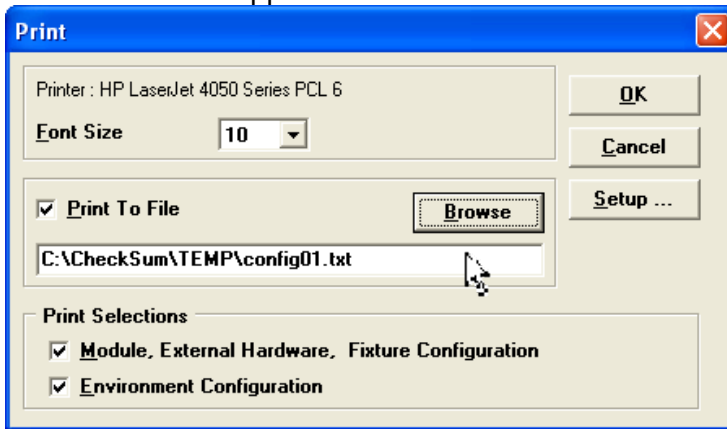 Print
Printer : HP LaserJet 4050 Series PCL 6
OK
Font Size
10
Cancel
Print To File
Browse
Setup ...
C:\CheckSum\TEMP\config01.txt
Print Selections
Module, External Hardware, Fixture Configuration
Environment Configuration